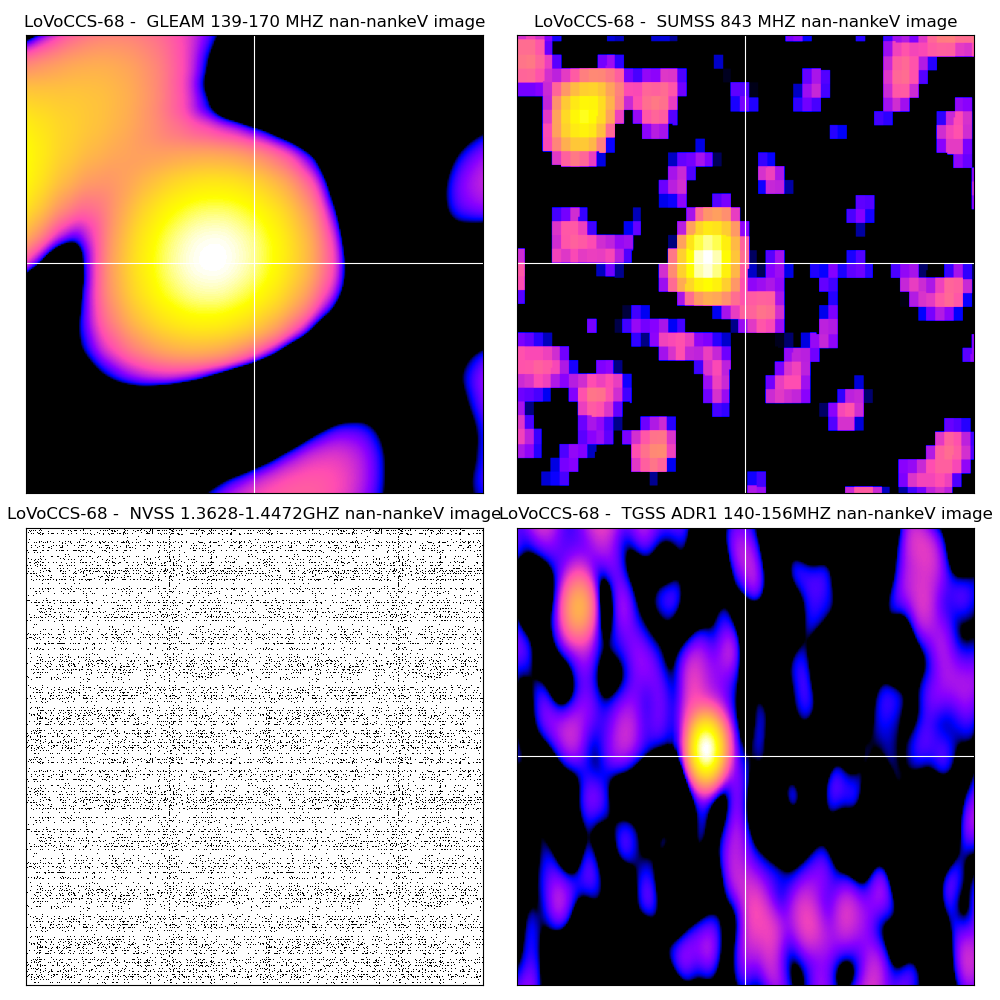 LoVoCCS-68 - GLEAM 139-170 MHZ nan-nankeV image
LoVoCCS-68 - SUMSS 843 MHZ nan-nankeV image
LoVoCCS-68 - NVSS 1.3628-1.4472GHZ nan-nankeV image
LoVoCCS-68 - TGSS ADR1 140-156MHZ nan-nankeV image